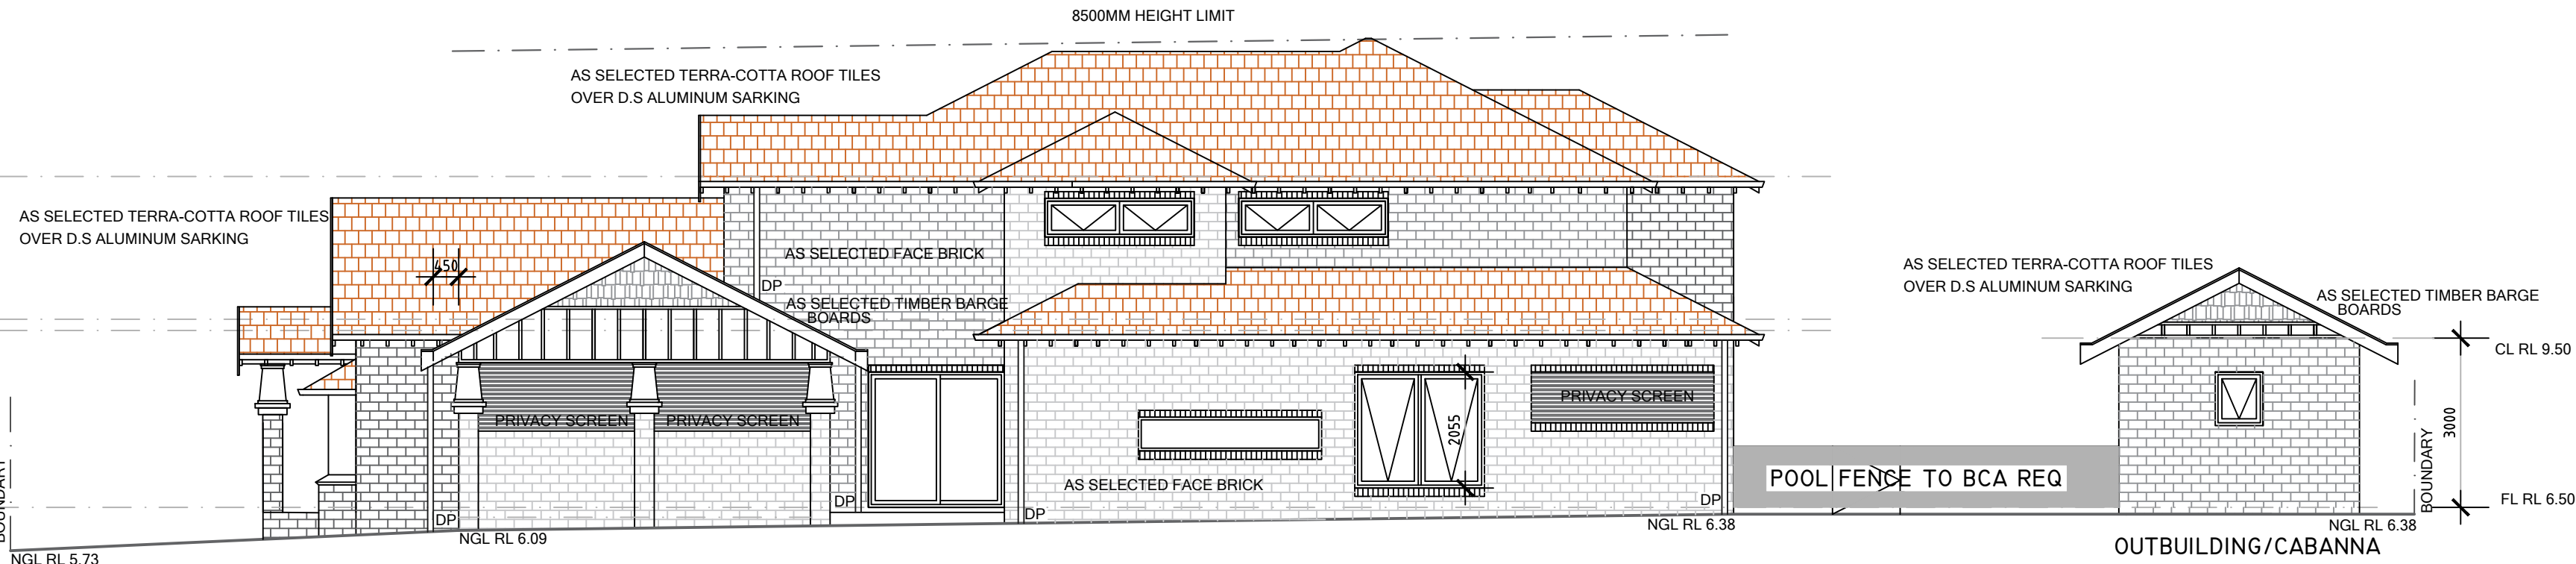 8500MM HEIGHT LIMIT
AS SELECTED TERRA-COTTA ROOF TILES
OVER D.S ALUMINUM SARKING
AS SELECTED TERRA-COTTA ROOF TILES
OVER D.S ALUMINUM SARKING
450
AS SELECTED FACE BRICK
DP
AS SELECTED TIMBER BARGE
BOARDS
AS SELECTED TERRA-COTTA ROOF TILES
OVER D.S ALUMINUM SARKING
AS SELECTED TIMBER BARGE
BOARDS
CL RL 9.50
PRIVACY SCREEN
PRIVACY SCREEN
PRIVACY SCREEN
2055
3000
BOUNDARY
BOUNDARY
POOL FENCE TO BCA REQ
AS SELECTED FACE BRICK
DP
DP
DP
DP
FL RL 6.50
NGL RL 5.73
NGL RL 6.09
NGL RL 6.38
NGL RL 6.38
OUTBUILDING/CABANNA